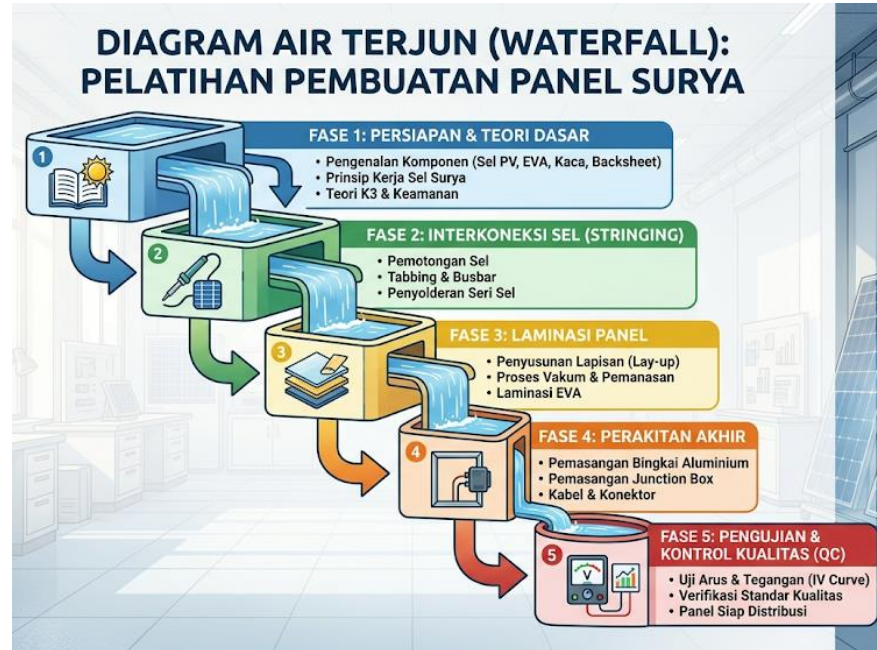 DIAGRAM AIR TERJUN (WATERFALL):
PELATIHAN PEMBUATAN PANEL SURYA
1
FASE 1: PERSIAPAN & TEORI DASAR
• Pengenalan Komponen (Sel PV, EVA, Kaca, Backsheet)
• Prinsip Kerja Sel Surya
• Teori K3 & Keamanan
2
FASE 2: INTERKONEKSI SEL (STRINGING)
• Pemotongan Sel
• Tabbing & Busbar
• Penyolderan Seri Sel
3
FASE 3: LAMINASI PANEL
• Penyusunan Lapisan (Lay-up)
• Proses Vakum & Pemanasan
• Laminasi EVA
4
FASE 4: PERAKITAN AKHIR
• Pemasangan Bingkai Aluminium
• Pemasangan Junction Box
• Kabel & Konektor
5
V
FASE 5: PENGUJIAN &
KONTROL KUALITAS (QC)
• Uji Arus & Tegangan (IV Curve)
• Verifikasi Standar Kualitas
• Panel Siap Distribusi